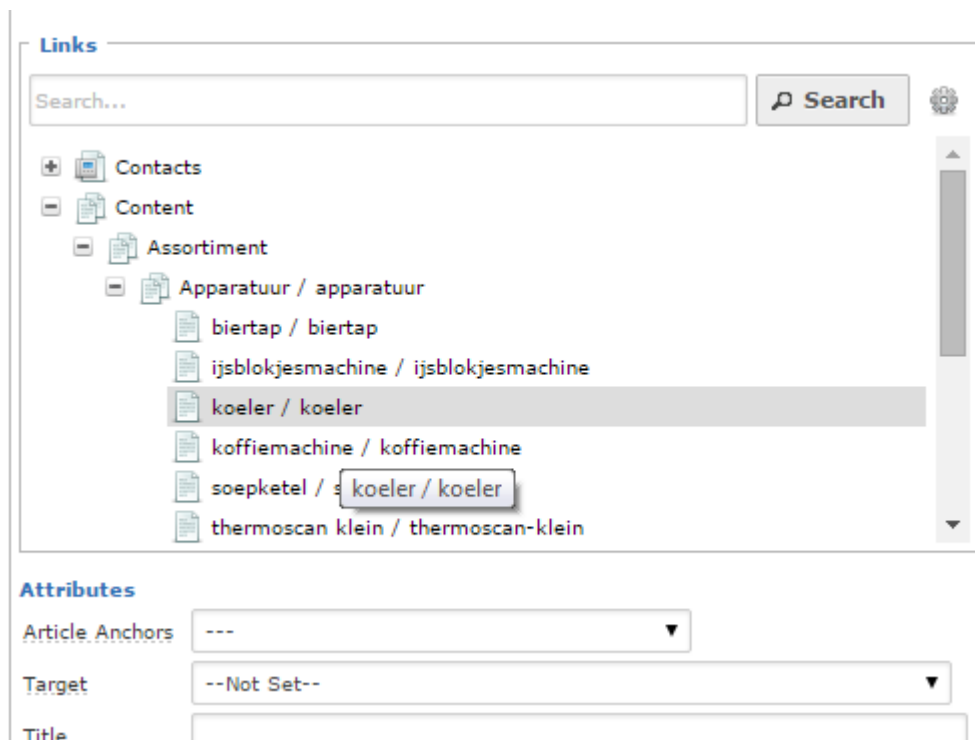 Links
Search...
Search
Contacts
Content
Assortiment
Apparatuur / apparatuur
biertap / biertap
ijsblokjesmachine / ijsblokjesmachine
koeler / koeler
koffiemachine / koffiemachine
soepketel /
koeler / koeler
thermoscan klein / thermoscan-klein
Attributes
Article Anchors
---
Target
--Not Set--
Title